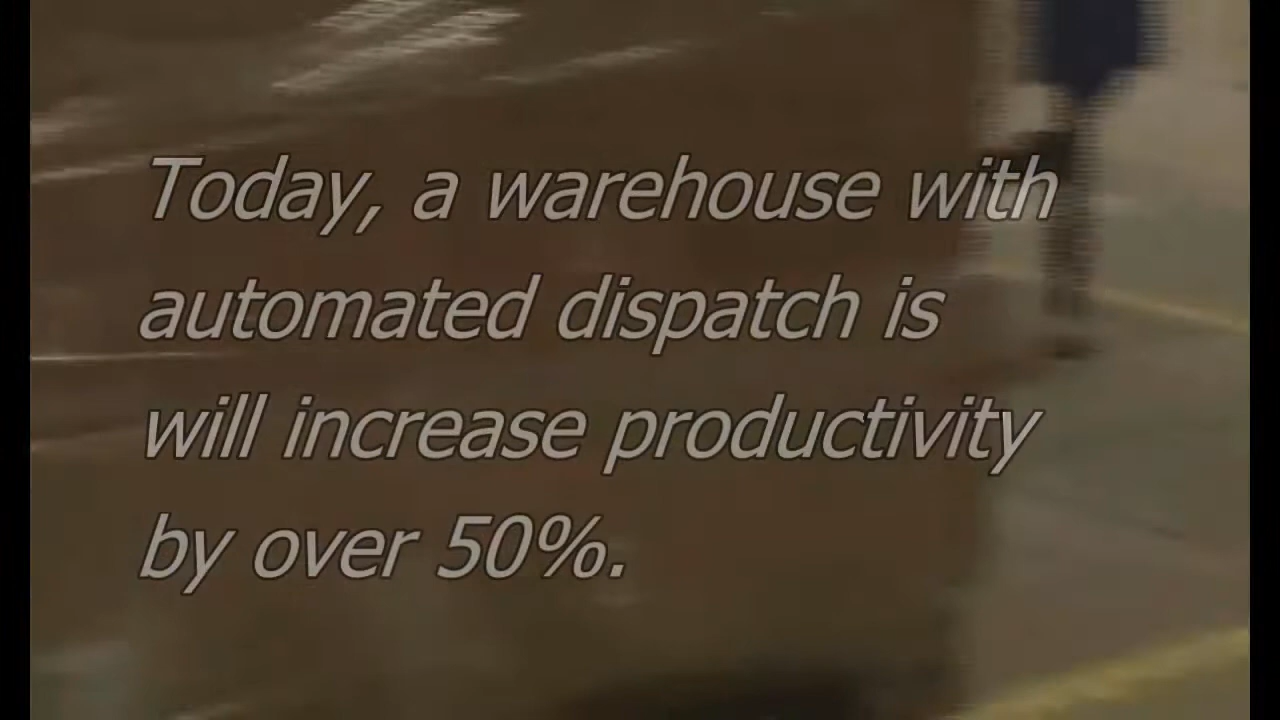 Today, a warehouse with
automated dispatch is
will increase productivity
by over 50%.